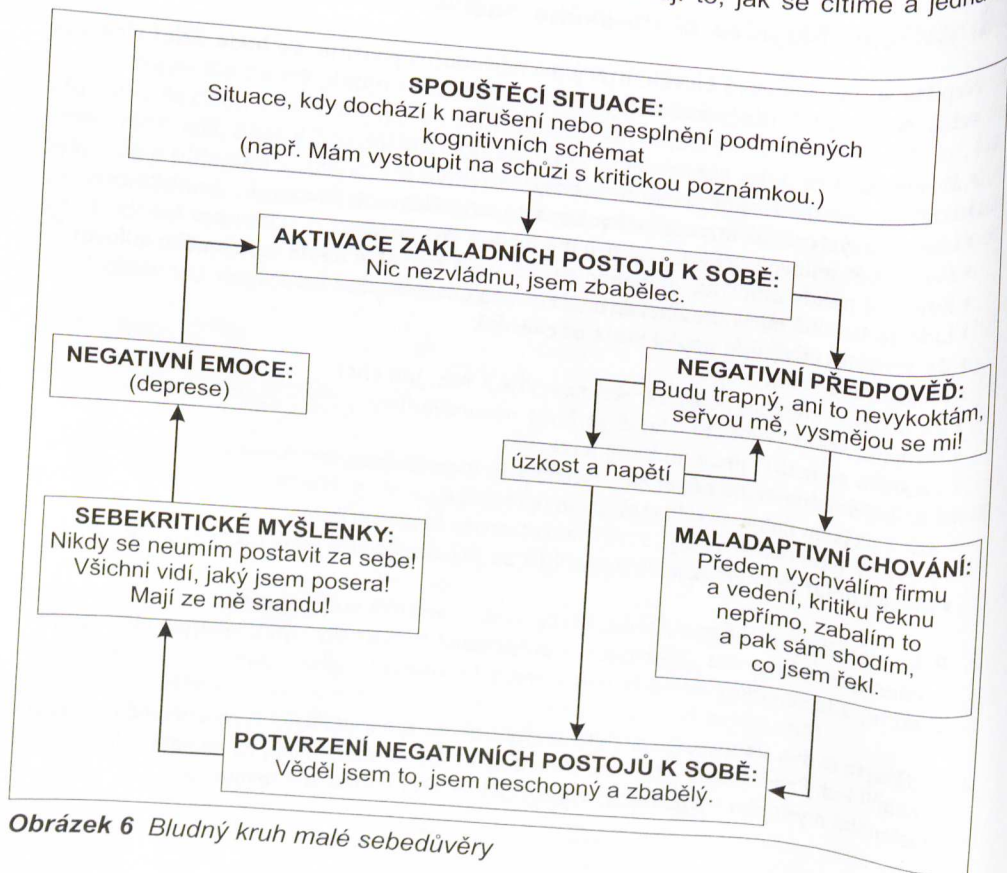 to, jak se cítíme a
SPOUŠTĚCÍ SITUACE:
Situace, kdy dochází k narušení nebo nesplnění podmíněných
kognitivních schémat
(např. Mám vystoupit na schůzi s kritickou poznámkou.)
AKTIVACE ZÁKLADNÍCH POSTOJŮ K SOBĚ:
Nic nezvládnu, jsem zbabělec.
NEGATIVNÍ EMOCE:
(deprese)
NEGATIVNÍ PŘEDPOVĚĎ:
Budu trapný, ani to nevykoktám,
seřvou mě, vysmějou se mi!
úzkost a napětí
SEBEKRITICKÉ MYŠLENKY:
Nikdy se neumím postavit za sebe!
Všichni vidí, jaký jsem posera!
Mají ze mě srandu!
MALADAPTIVNÍ CHOVÁNÍ:
Předem vychválím firmu
a vedení, kritiku řeknu
nepřímo, zabalím to
a pak sám shodím,
co jsem řekl.
POTVRZENÍ NEGATIVNÍCH POSTOJŮ K SOBĚ:
Věděl jsem to, jsem neschopný a zbabělý.
Obrázek 6 Bludný kruh malé sebedůvěry